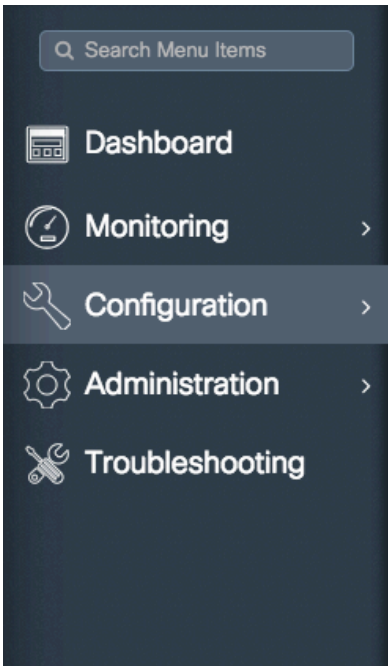 Search Menu Items
Dashboard
Monitoring
Configuration
Administration
Troubleshooting